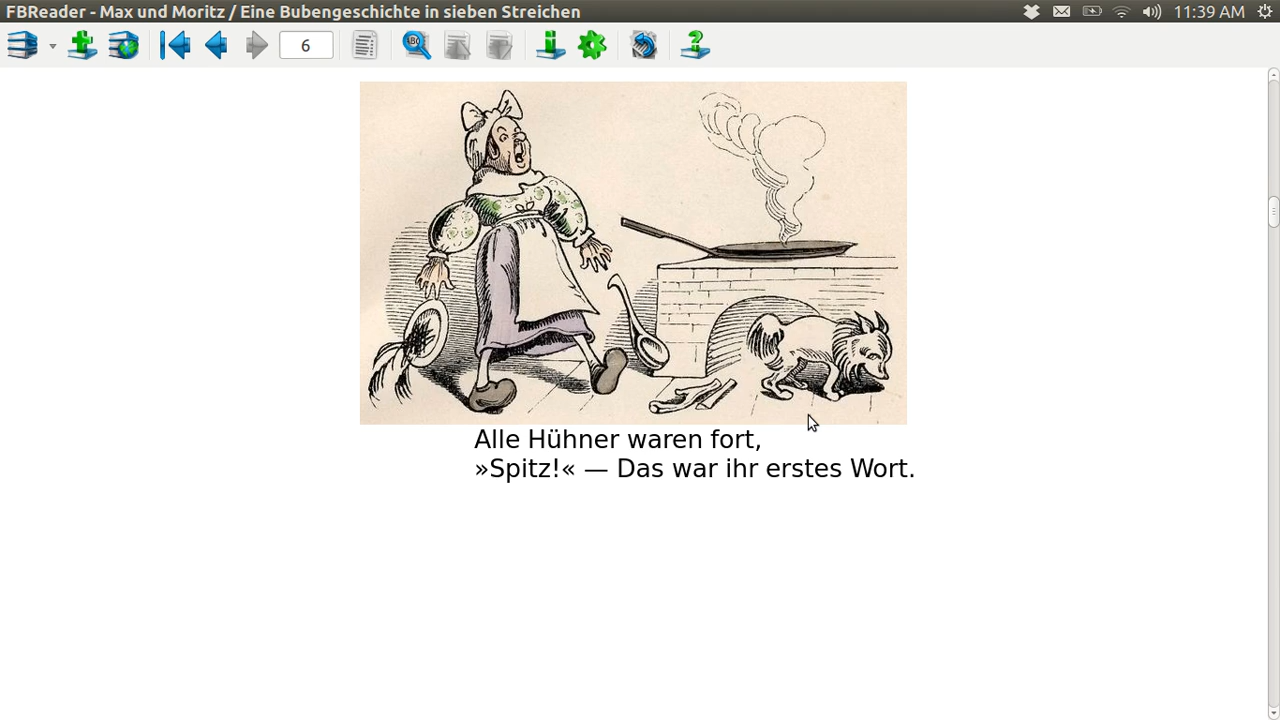 FBReader - Max und Moritz / Eine Bubengeschichte in sieben Streichen
11:39 AM
6
ABC
Alle Hühner waren fort,
»Spitz!« — Das war ihr erstes Wort.